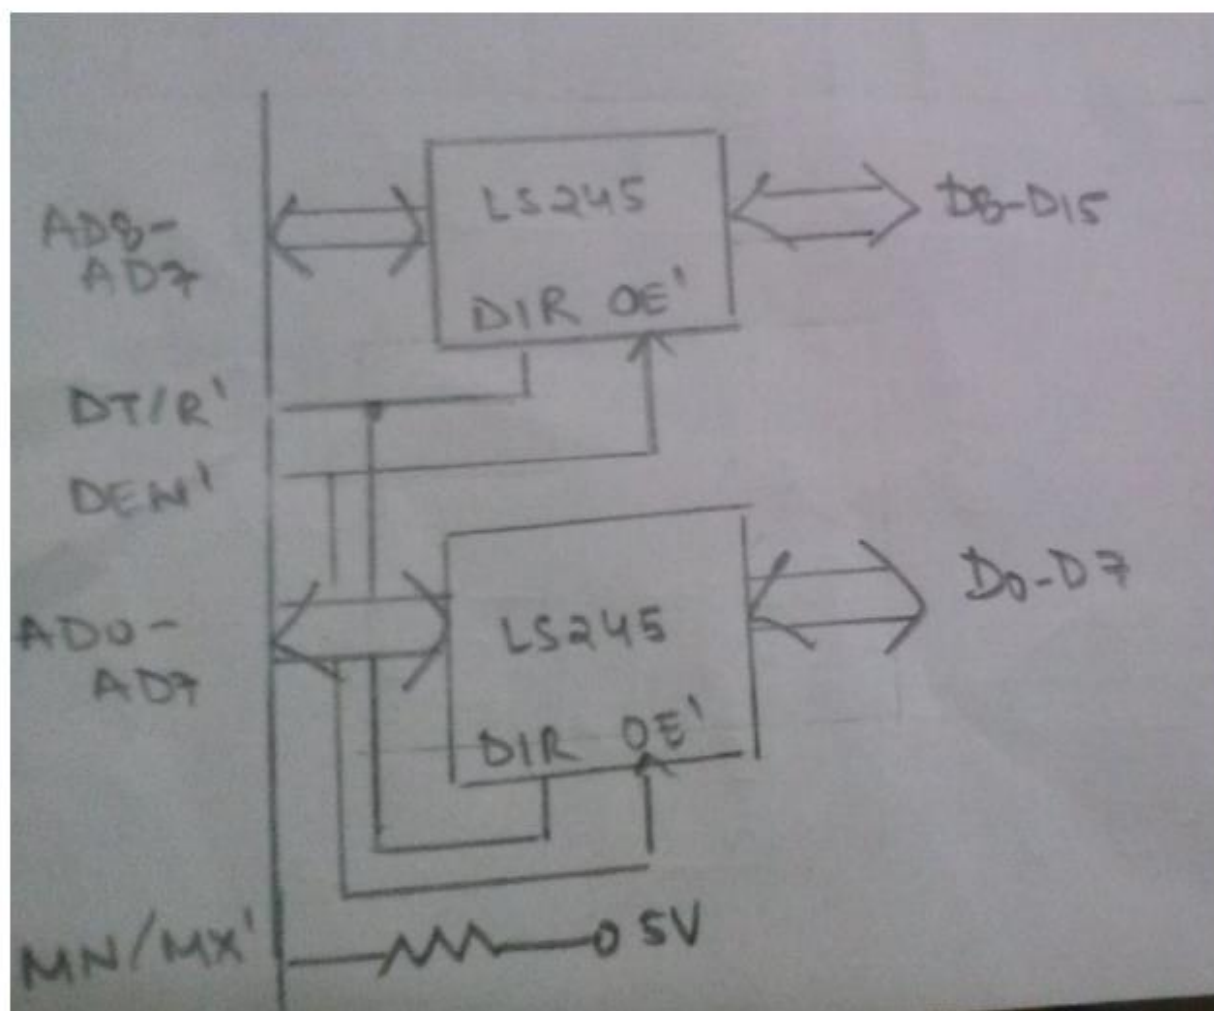 LS245
AD8-
AD7
D8-D15
DIR OE'
DT/R'
DEN'
LS245
D0-D7
AD0-
AD7
DIR OE'
MN/MX'
5V